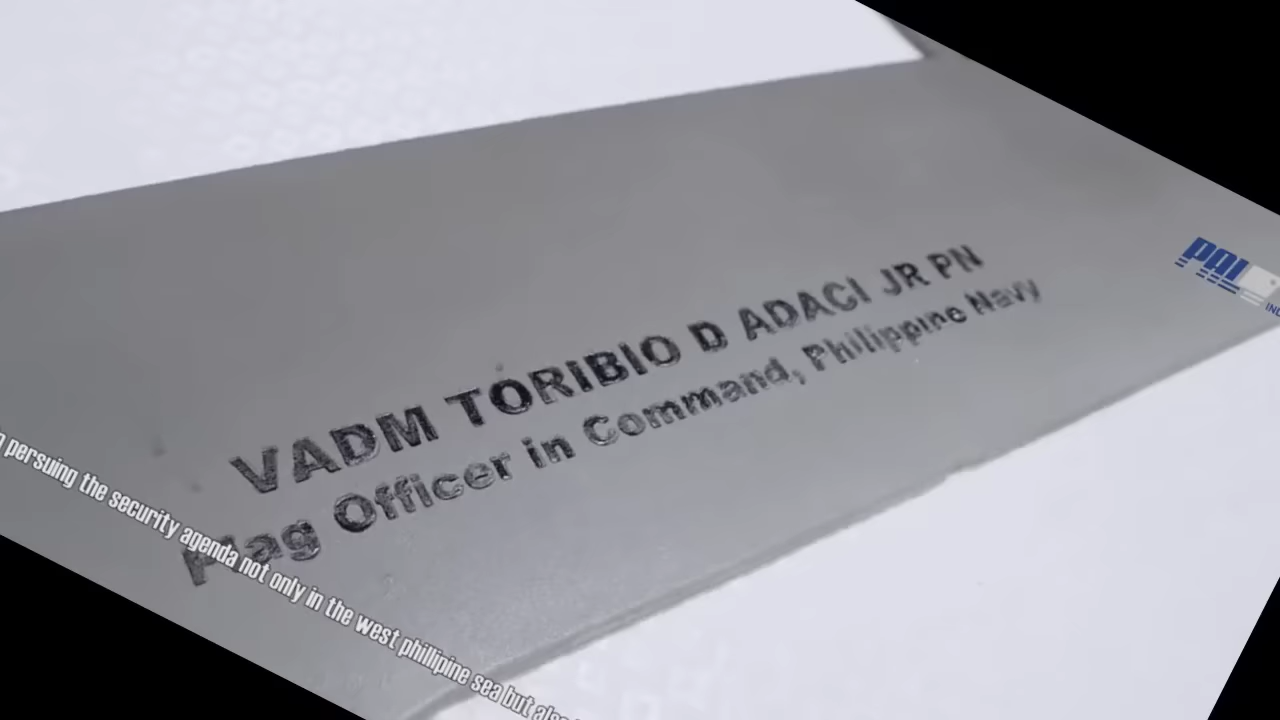 VADM TORIBIO D ADACI JR PN
Flag Officer in Command, Philippine Navy
persuing the security agenda not only in the west phillipine sea but also